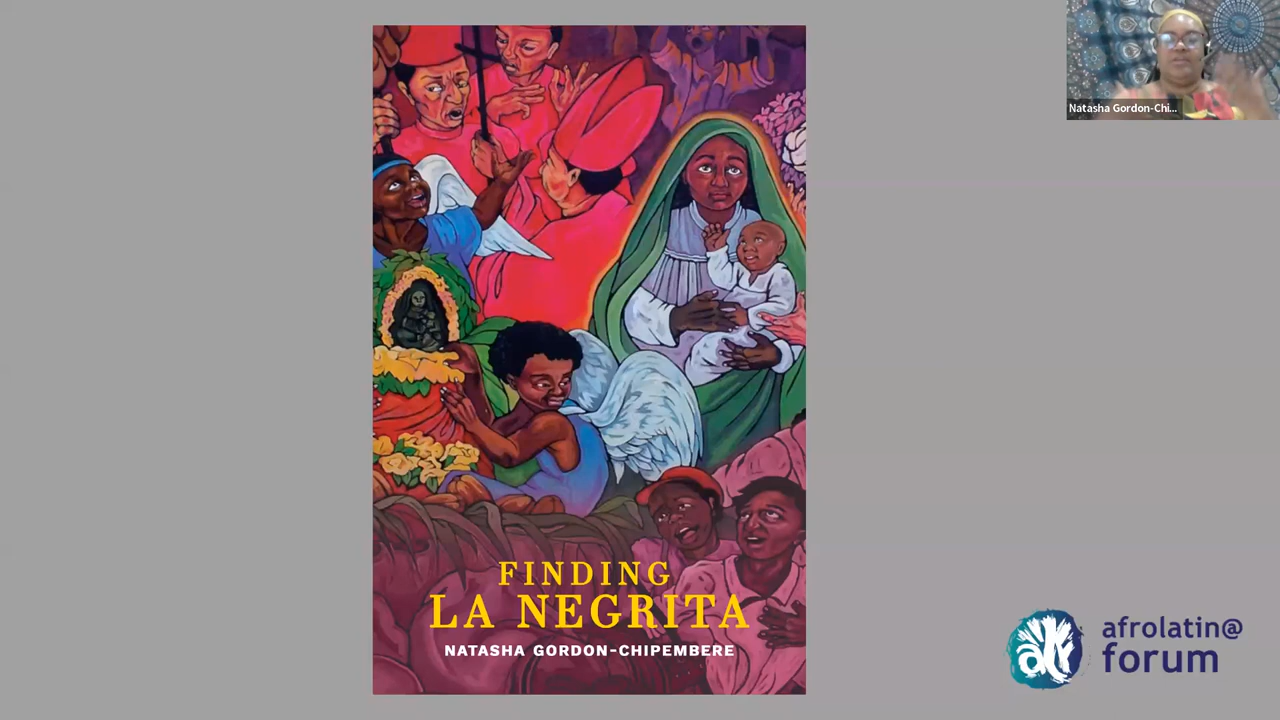 Natasha Gordon-Chi...
FINDING
LA NEGRITA
NATASHA GORDON-CHIPEMBERE
afrolatin@
forum